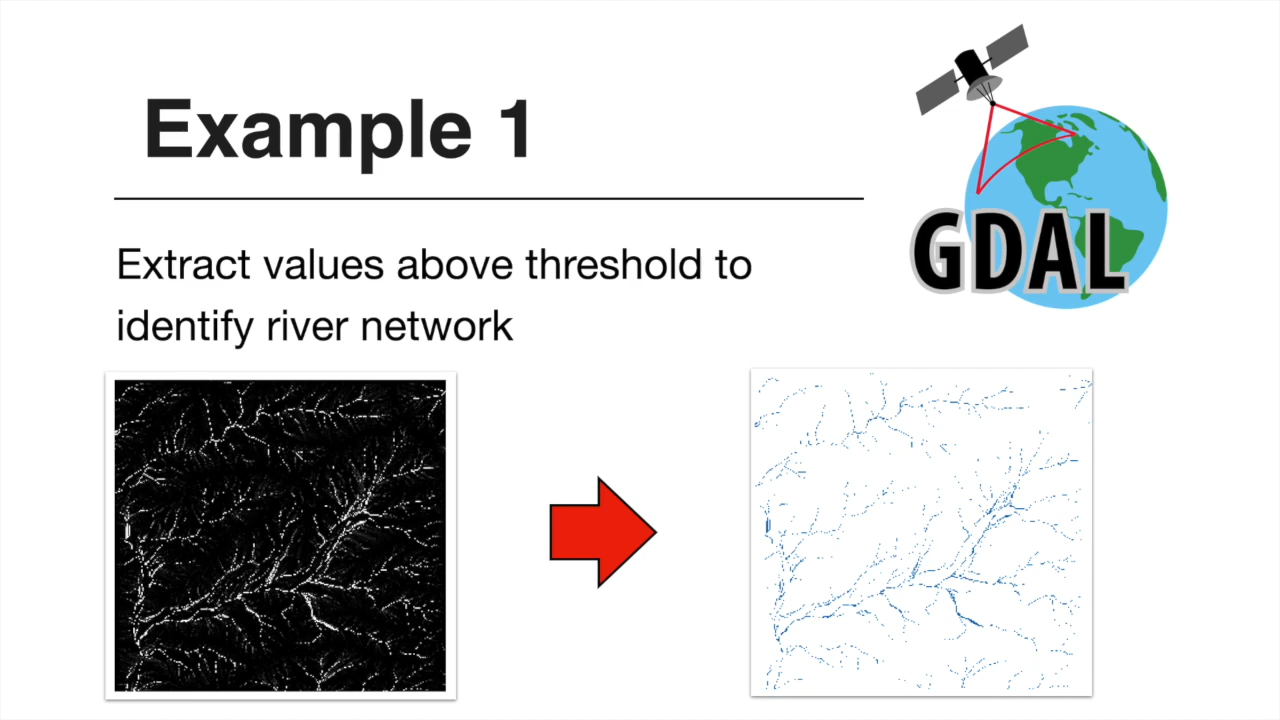 Example 1
GDAL
Extract values above threshold to
identify river network